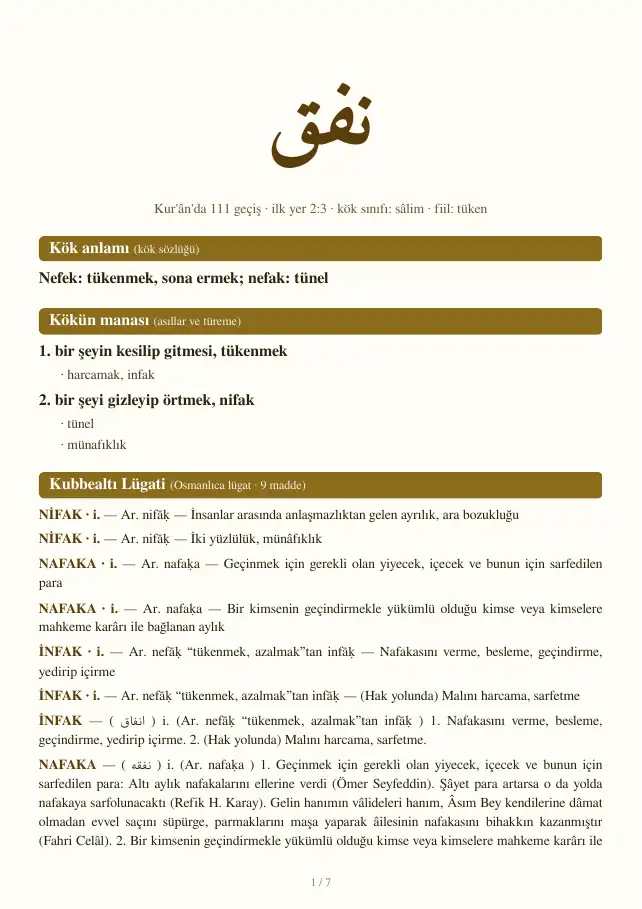 نفق
Kur'ân'da 111 geçiş · ilk yer 2:3 · kök sınıfı: sâlim · fiil: tüken
Kök anlamı (kök sözlüğü)
Nefek: tükenmek, sona ermek; nefak: tünel
Kökün manası (asıllar ve türeme)
1. bir şeyin kesilip gitmesi, tükenmek
· harcamak, infak
2. bir şeyi gizleyip örtmek, nifak
· tünel
· münafıklık
Kubbealtı Lügati (Osmanlıca lügat · 9 madde)
NİFAK · i. — Ar. nifāḳ — İnsanlar arasında anlaşmazlıktan gelen ayrılık, ara bozukluğu
NİFAK · i. — Ar. nifāḳ — İki yüzlülük, münâfıklık
NAFAKA · i. — Ar. nafaḳa — Geçinmek için gerekli olan yiyecek, içecek ve bunun için sarfedilen
para
NAFAKA · i. — Ar. nafaḳa — Bir kimsenin geçindirmekle yükümlü olduğu kimse veya kimselere
mahkeme karârı ile bağlanan aylık
İNFAK · i. — Ar. nefāḳ “tükenmek, azalmak”tan infāḳ — Nafakasını verme, besleme, geçindirme,
yedirip içirme
İNFAK · i. — Ar. nefāḳ “tükenmek, azalmak”tan infāḳ — (Hak yolunda) Malını harcama, sarfetme
İNFAK — ( انفاق ) i. (Ar. nefāḳ “tükenmek, azalmak”tan infāḳ ) 1. Nafakasını verme, besleme,
geçindirme, yedirip içirme. 2. (Hak yolunda) Malını harcama, sarfetme.
NAFAKA — ( نفقه ) i. (Ar. nafaḳa ) 1. Geçinmek için gerekli olan yiyecek, içecek ve bunun için
sarfedilen para: Altı aylık nafakalarını ellerine verdi (Ömer Seyfeddin). Şâyet para artarsa o da yolda
nafakaya sarfolunacaktı (Refik H. Karay). Gelin hanımın vâlideleri hanım, Âsım Bey kendilerine dâmat
olmadan evvel saçını süpürge, parmaklarını maşa yaparak âilesinin nafakasını bihakkın kazanmıştır
(Fahri Celâl). 2. Bir kimsenin geçindirmekle yükümlü olduğu kimse veya kimselere mahkeme karârı ile
1 / 7